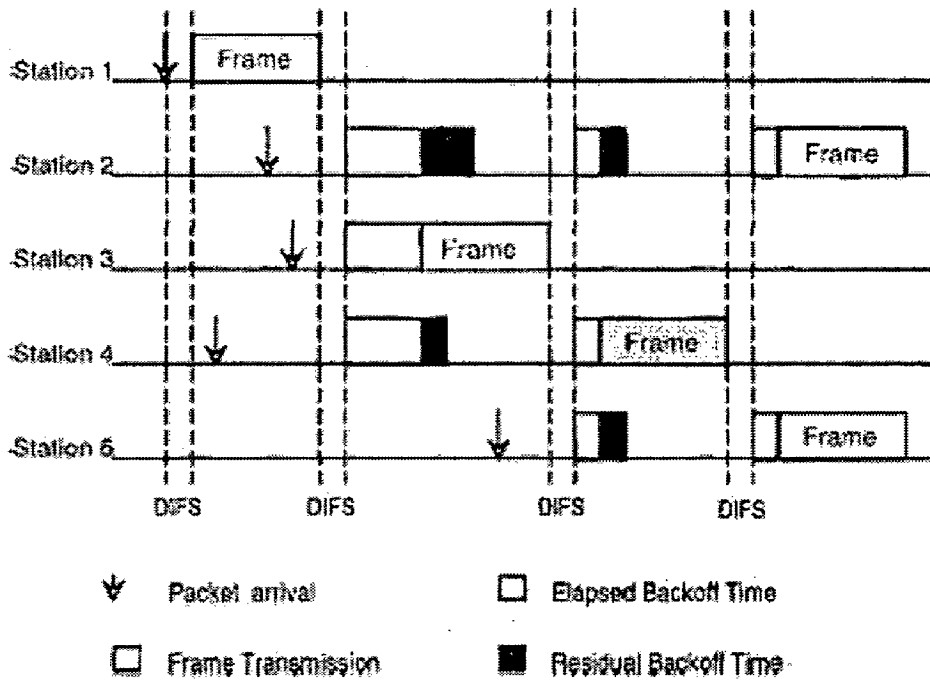 Station 1
Frame
Station 2
Frame
Station 3
Frame
Station 4
Frame
Station 5
Frame
DIFS DIFS DIFS DIFS
Packet arrival
Elapsed Backoff Time
Frame Transmission
Residual Backoff Time